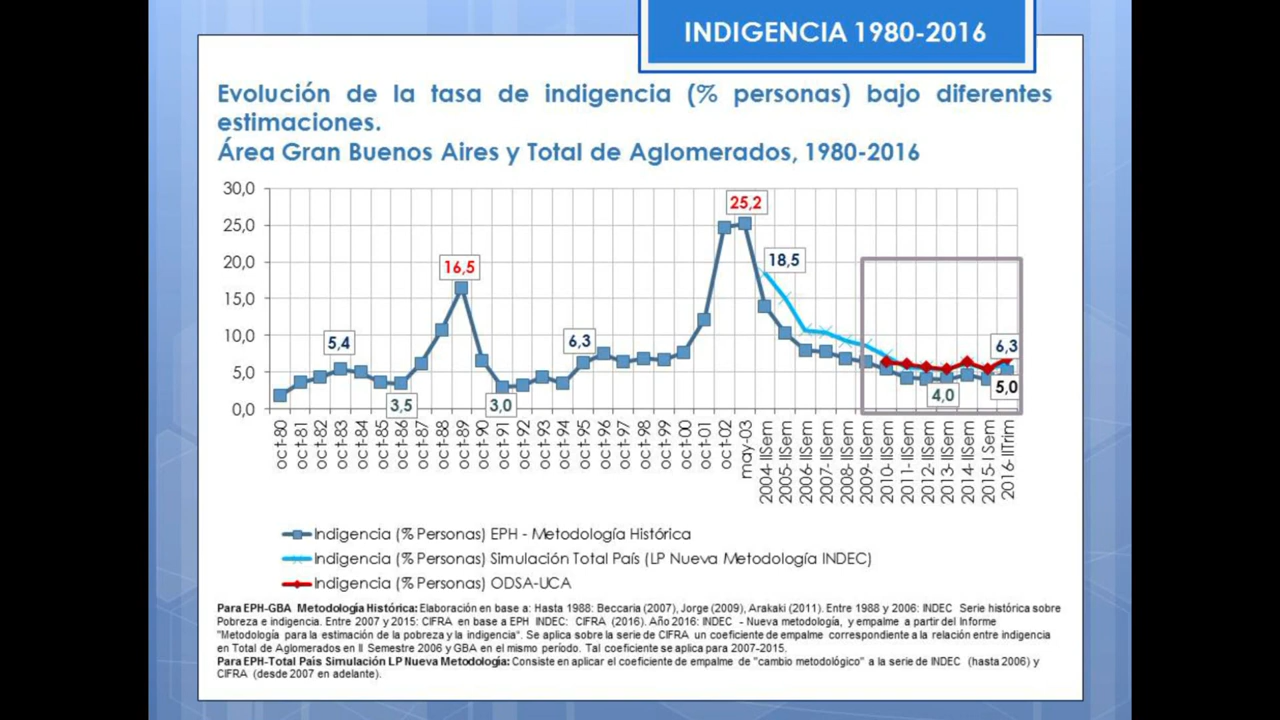 INDIGENCIA 1980-2016
Evolución de la tasa de indigencia (% personas) bajo diferentes
estimaciones.
Área Gran Buenos Aires y Total de Aglomerados, 1980-2016
30,0
25,0
20,0
15,0
10,0
5,0
0,0
5,4
3,5
16,5
3,0
6,3
25,2
18,5
4,0
6,3
5,0
oct-80
oct-81
oct-82
oct-83
oct-84
oct-85
oct-86
oct-87
oct-88
oct-89
oct-90
oct-91
oct-92
oct-93
oct-94
oct-95
oct-96
oct-97
oct-98
oct-99
oct-00
oct-01
oct-02
may-03
2004-IISem
2005-IISem
2006-IISem
2007-IISem
2008-IISem
2009-IISem
2010-IISem
2011-IISem
2012-IISem
2013-IISem
2014-IISem
2015-I Sem
2016-IITrim
Indigencia (% Personas) EPH - Metodología Histórica
Indigencia (% Personas) Simulación Total País (LP Nueva Metodología INDEC)
Indigencia (% Personas) ODSA-UCA
Para EPH-GBA Metodología Histórica: Elaboración en base a: Hasta 1988: Beccaria (2007), Jorge (2009), Arakaki (2011). Entre 1988 y 2006: INDEC Serie histórica sobre
Pobreza e indigencia. Entre 2007 y 2015: CIFRA en base a EPH INDEC: CIFRA (2016). Año 2016: INDEC - Nueva metodología, y empalme a partir del Informe
"Metodología para la estimación de la pobreza y la indigencia". Se aplica sobre la serie de CIFRA un coeficiente de empalme correspondiente a la relación entre indigencia
en Total de Aglomerados en II Semestre 2006 y GBA en el mismo período. Tal coeficiente se aplica para 2007-2015.
Para EPH-Total País Simulación LP Nueva Metodología: Consiste en aplicar el coeficiente de empalme de "cambio metodológico" a la serie de INDEC (hasta 2006) y
CIFRA (desde 2007 en adelante).